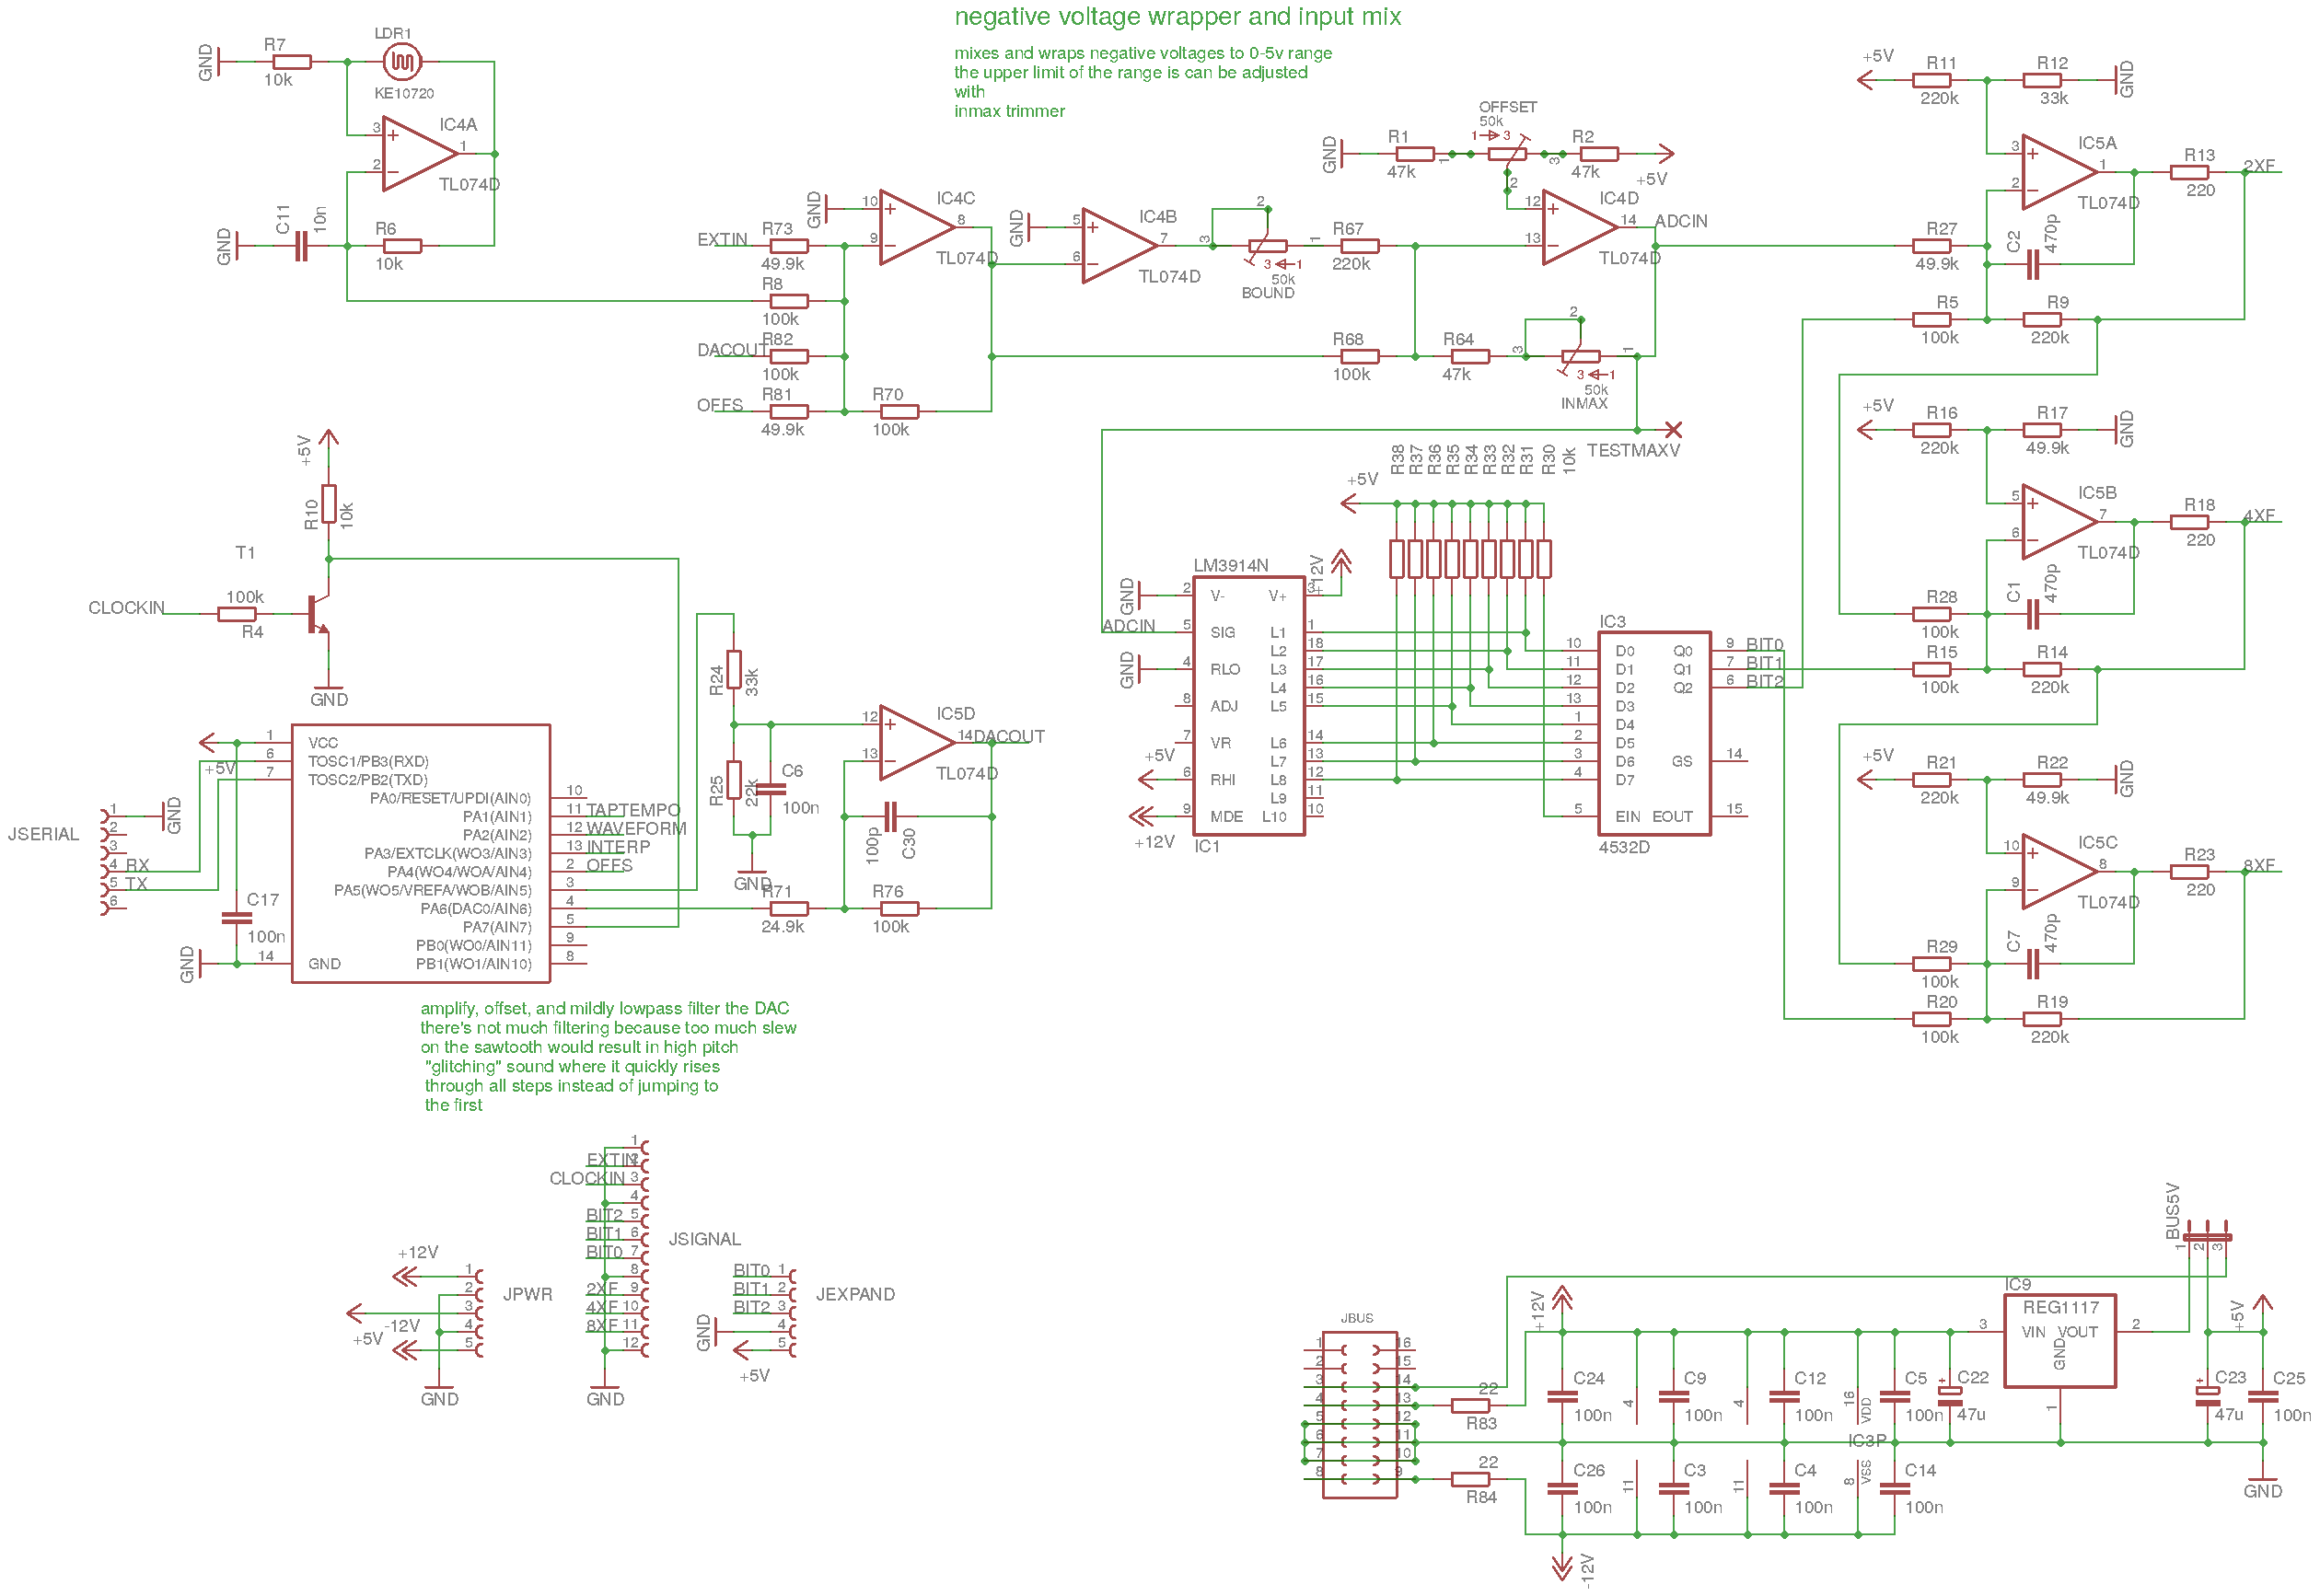 negative voltage wrapper and input mix
mixes and wraps negative voltages to 0-5v range
the upper limit of the range is can be adjusted
with
inmax trimmer
GND
R7
10k
LDR1
KE10720
3
2
1
IC4A
TL074D
GND
C11
10n
R6
10k
EXTIN
R73
49.9k
R8
100k
DACOUT
R82
100k
OFFS
R81
49.9k
R70
100k
GND
10
9
8
IC4C
TL074D
GND
5
6
7
IC4B
TL074D
2
3
1
3
1
50k
BOUND
R67
220k
R68
100k
GND
R1
47k
OFFSET
50k
1
3
1
3
2
R2
47k
+5V
12
13
14
IC4D
TL074D
ADCIN
R64
47k
2
3
1
3
1
50k
INMAX
TESTMAXV
+5V
R11
220k
R12
33k
GND
3
2
1
IC5A
TL074D
R13
220
2XF
R27
49.9k
C2
470p
R5
100k
R9
220k
+5V
R16
220k
R17
49.9k
GND
5
6
7
IC5B
TL074D
R18
220
4XF
R28
100k
C1
470p
R15
100k
R14
220k
+5V
R21
220k
R22
49.9k
GND
10
9
8
IC5C
TL074D
R23
220
8XF
R29
100k
C7
470p
R20
100k
R19
220k
+5V
R10
10k
T1
CLOCKIN
100k
R4
GND
R24
33k
R25
22k
C6
100n
GND
12
13
14
IC5D
TL074D
DACOUT
100p
C30
R71
24.9k
R76
100k
+5V
1
VCC
6
TOSC1/PB3(RXD)
7
TOSC2/PB2(TXD)
PA0/RESET/UPDI(AIN0)
10
PA1(AIN1)
11
TAPTEMPO
PA2(AIN2)
12
WAVEFORM
PA3/EXTCLK(WO3/AIN3)
13
INTERP
PA4(WO4/WOA/AIN4)
2
OFFS
PA5(WO5/VREFA/WOB/AIN5)
3
PA6(DAC0/AIN6)
4
PA7(AIN7)
5
PB0(WO0/AIN11)
9
PB1(WO1/AIN10)
8
14
GND
JSERIAL
1
2
3
4
RX
5
TX
6
GND
C17
100n
GND
amplify, offset, and mildly lowpass filter the DAC
there's not much filtering because too much slew
on the sawtooth would result in high pitch
"glitching" sound where it quickly rises
through all steps instead of jumping to
the first
+5V
R38
R37
R36
R35
R34
R33
R32
R31
R30
10k
LM3914N
GND
2
V-
V+
3
+12V
ADCIN
5
SIG
L1
1
L2
18
GND
4
RLO
L3
17
L4
16
8
ADJ
L5
15
7
VR
L6
14
L7
13
+5V
6
RHI
L8
12
L9
11
9
MDE
L10
10
+12V
IC1
IC3
10
D0
Q0
9
BIT0
11
D1
Q1
7
BIT1
12
D2
Q2
6
BIT2
13
D3
1
D4
2
D5
3
D6
GS
14
4
D7
5
EIN
EOUT
15
4532D
+12V
+5V
-12V
1
2
3
4
5
JPWR
GND
1
EXTIN
2
CLOCKIN
3
4
BIT2
5
BIT1
6
BIT0
7
8
2XF
9
4XF
10
8XF
11
12
JSIGNAL
GND
BIT0
1
BIT1
2
BIT2
3
GND
4
5
+5V
JEXPAND
JBUS
1
16
2
15
3
14
4
13
5
12
6
11
7
10
8
9
22
R83
22
R84
+12V
C24
100n
4
C9
100n
4
C12
100n
16
VDD
C5
100n
C22
47u
+
IC3P
C26
100n
11
C3
100n
11
C4
100n
8
VSS
C14
100n
-12V
IC9
REG1117
3
VIN
VOUT
2
GND
1
BUS5V
1
2
3
+5V
C23
47u
+
C25
100n
GND